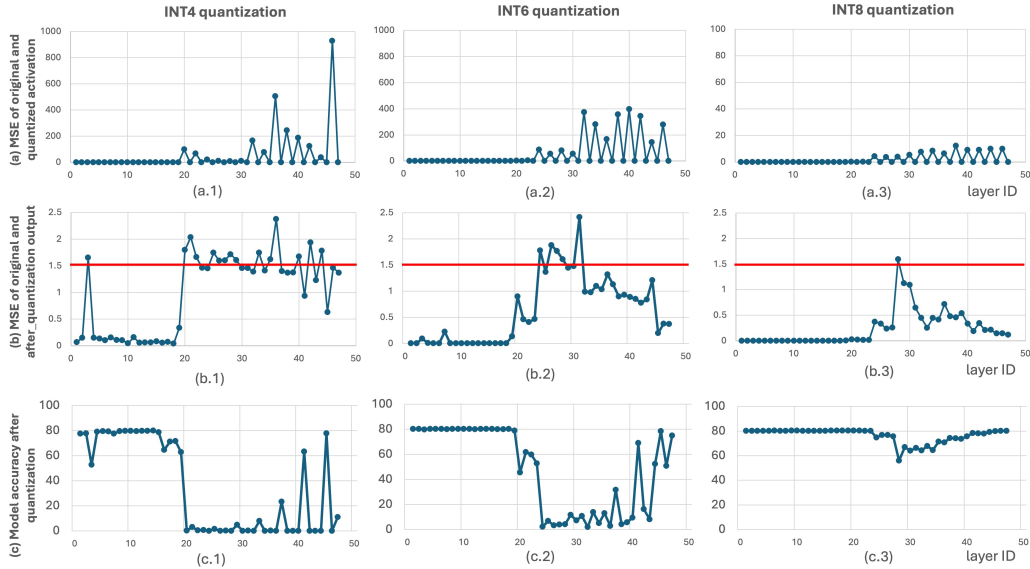 INT4 quantization INT6 quantization INT8 quantization
(a) MSE of original and
quantized activation
1000
800
600
400
200
0
0 10 20 30 40 50
(a.1)
1000
800
600
400
200
0
0 10 20 30 40 50
(a.2)
100
80
60
40
20
0
0 10 20 30 40 50
(a.3) layer ID
(b) MSE of original and
after_quantization output
2.5
2
1.5
1
0.5
0
0 10 20 30 40 50
(b.1)
2.5
2
1.5
1
0.5
0
0 10 20 30 40 50
(b.2)
2.5
2
1.5
1
0.5
0
0 10 20 30 40 50
(b.3) layer ID
(c) Model accuracy after
quantization
100
80
60
40
20
0
0 10 20 30 40 50
(c.1)
100
80
60
40
20
0
0 10 20 30 40 50
(c.2)
100
80
60
40
20
0
0 10 20 30 40 50
(c.3) layer ID